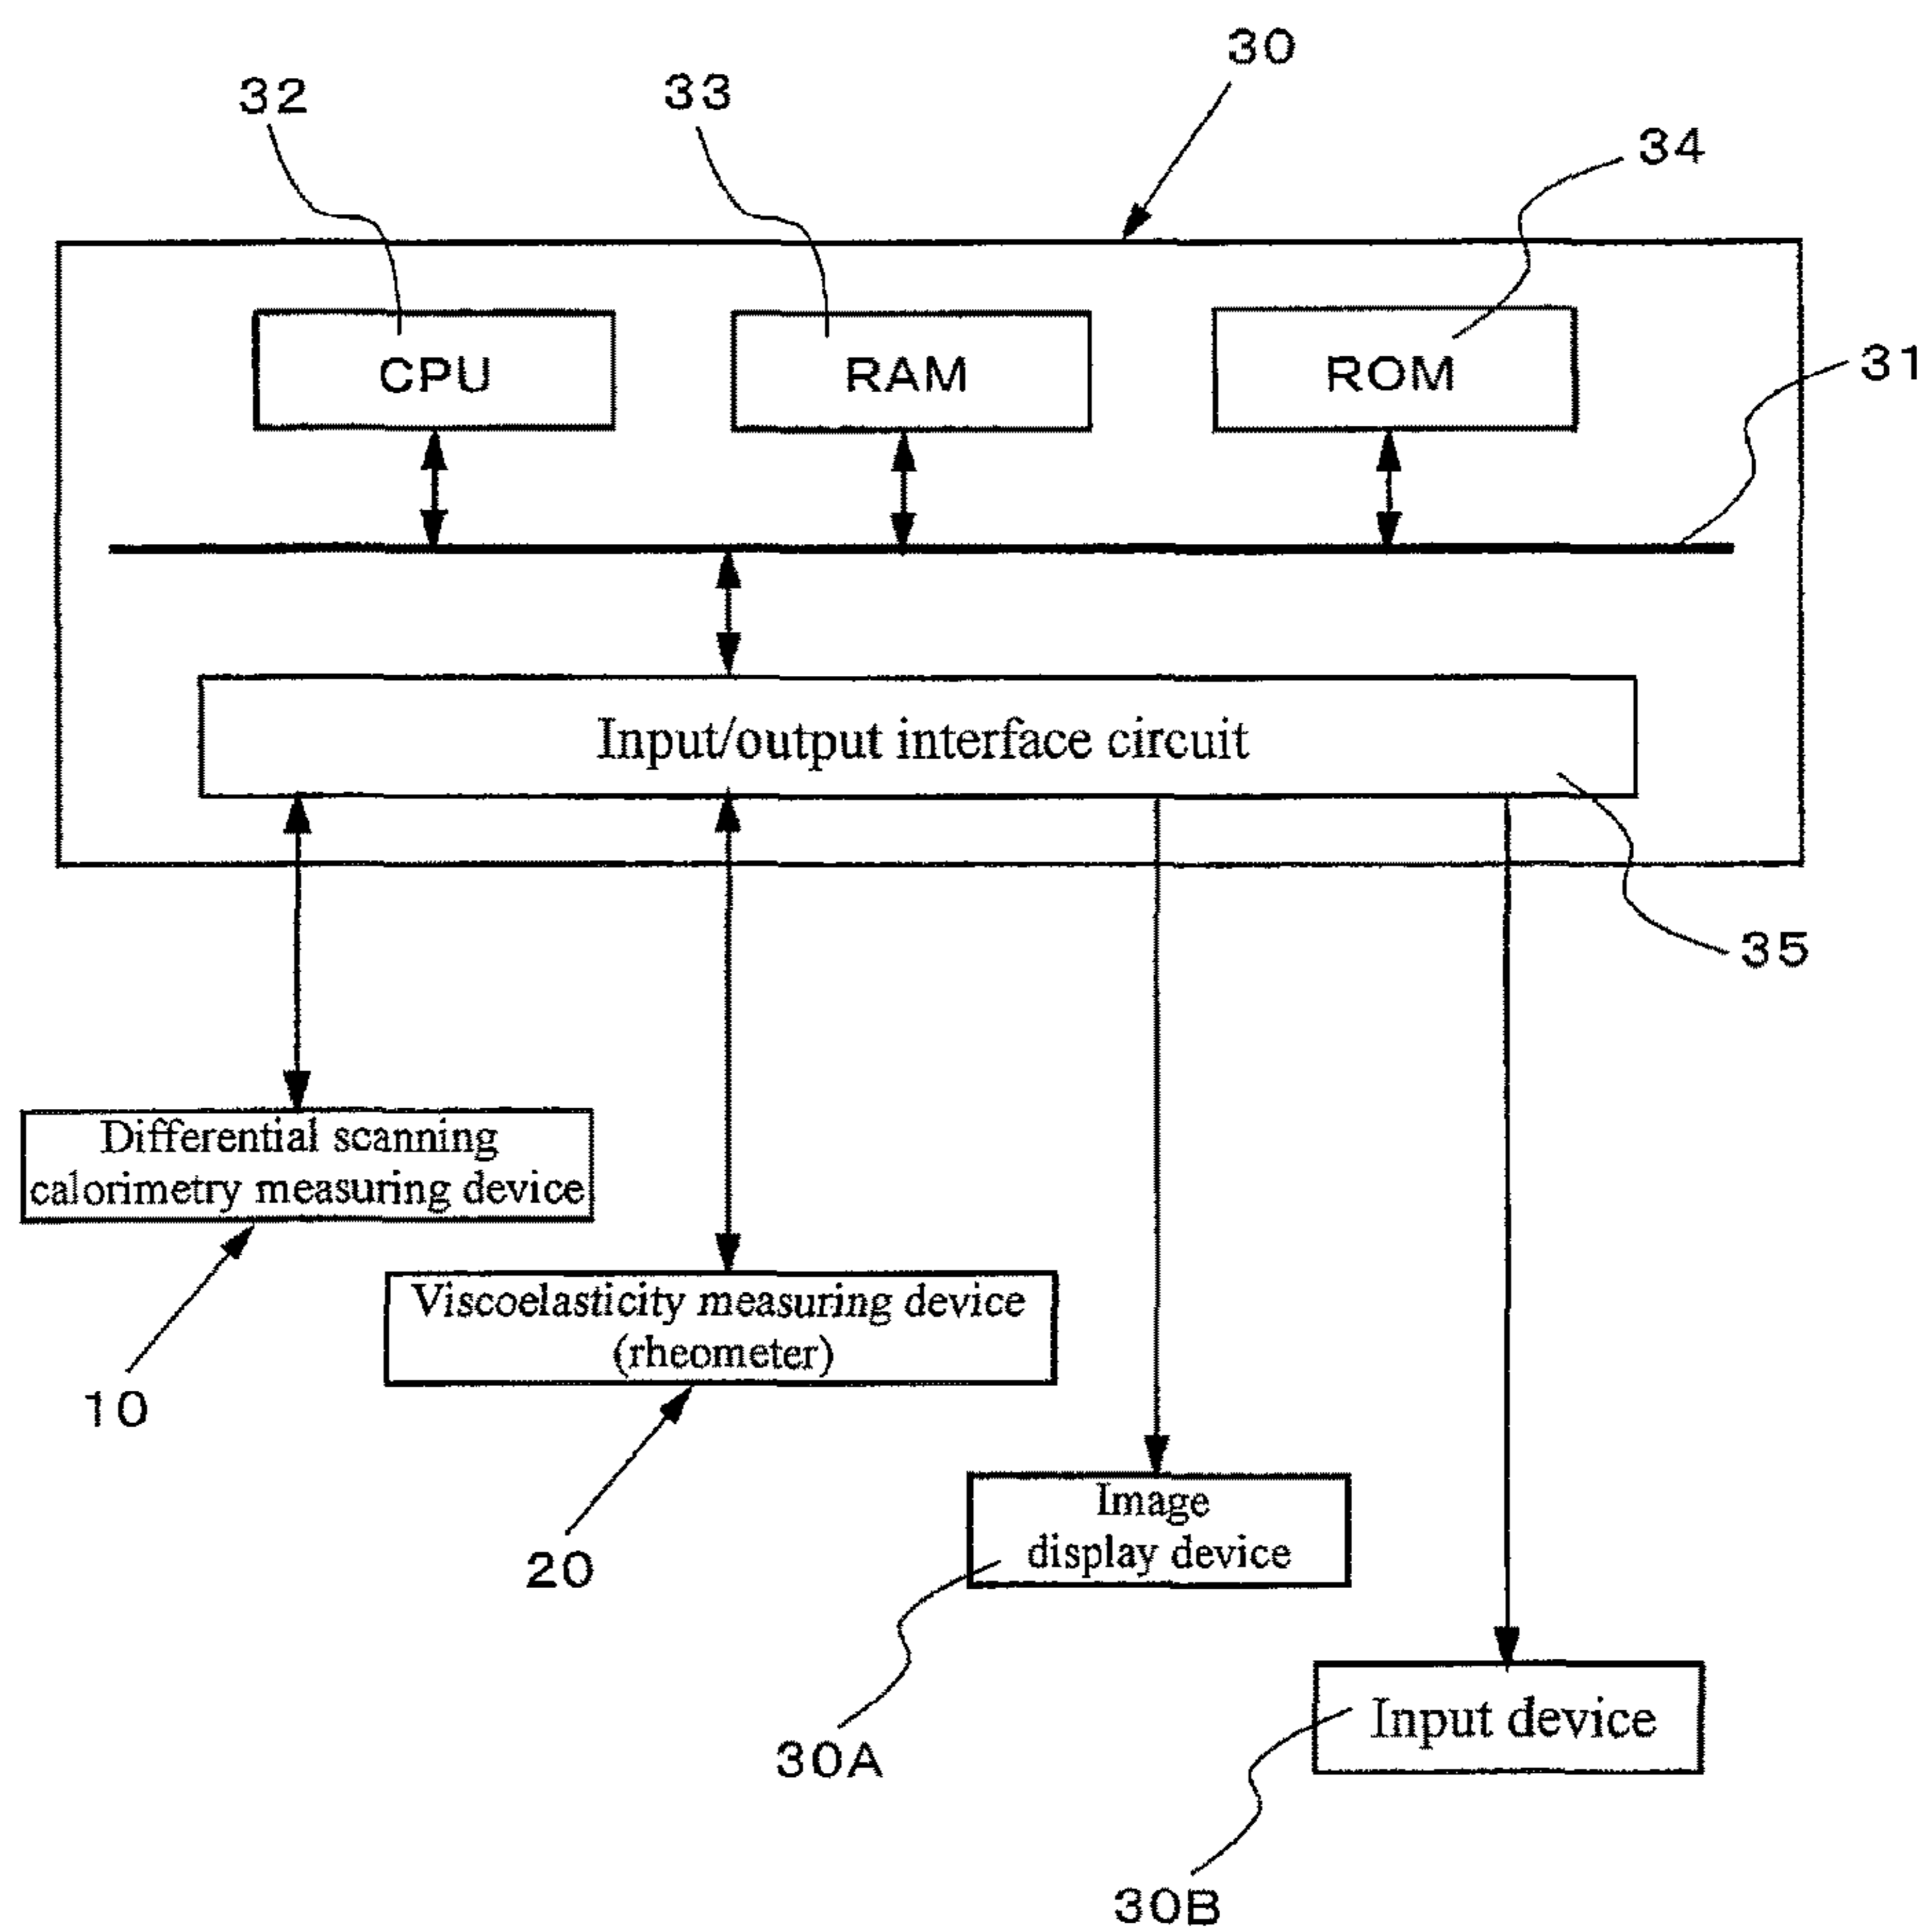 30
32
33
34
CPU
RAM
ROM
31
Input/output interface circuit
35
Differential scanning
calorimetry measuring device
10
Viscoelasticity measuring device
(rheometer)
20
Image
display device
30A
Input device
30B